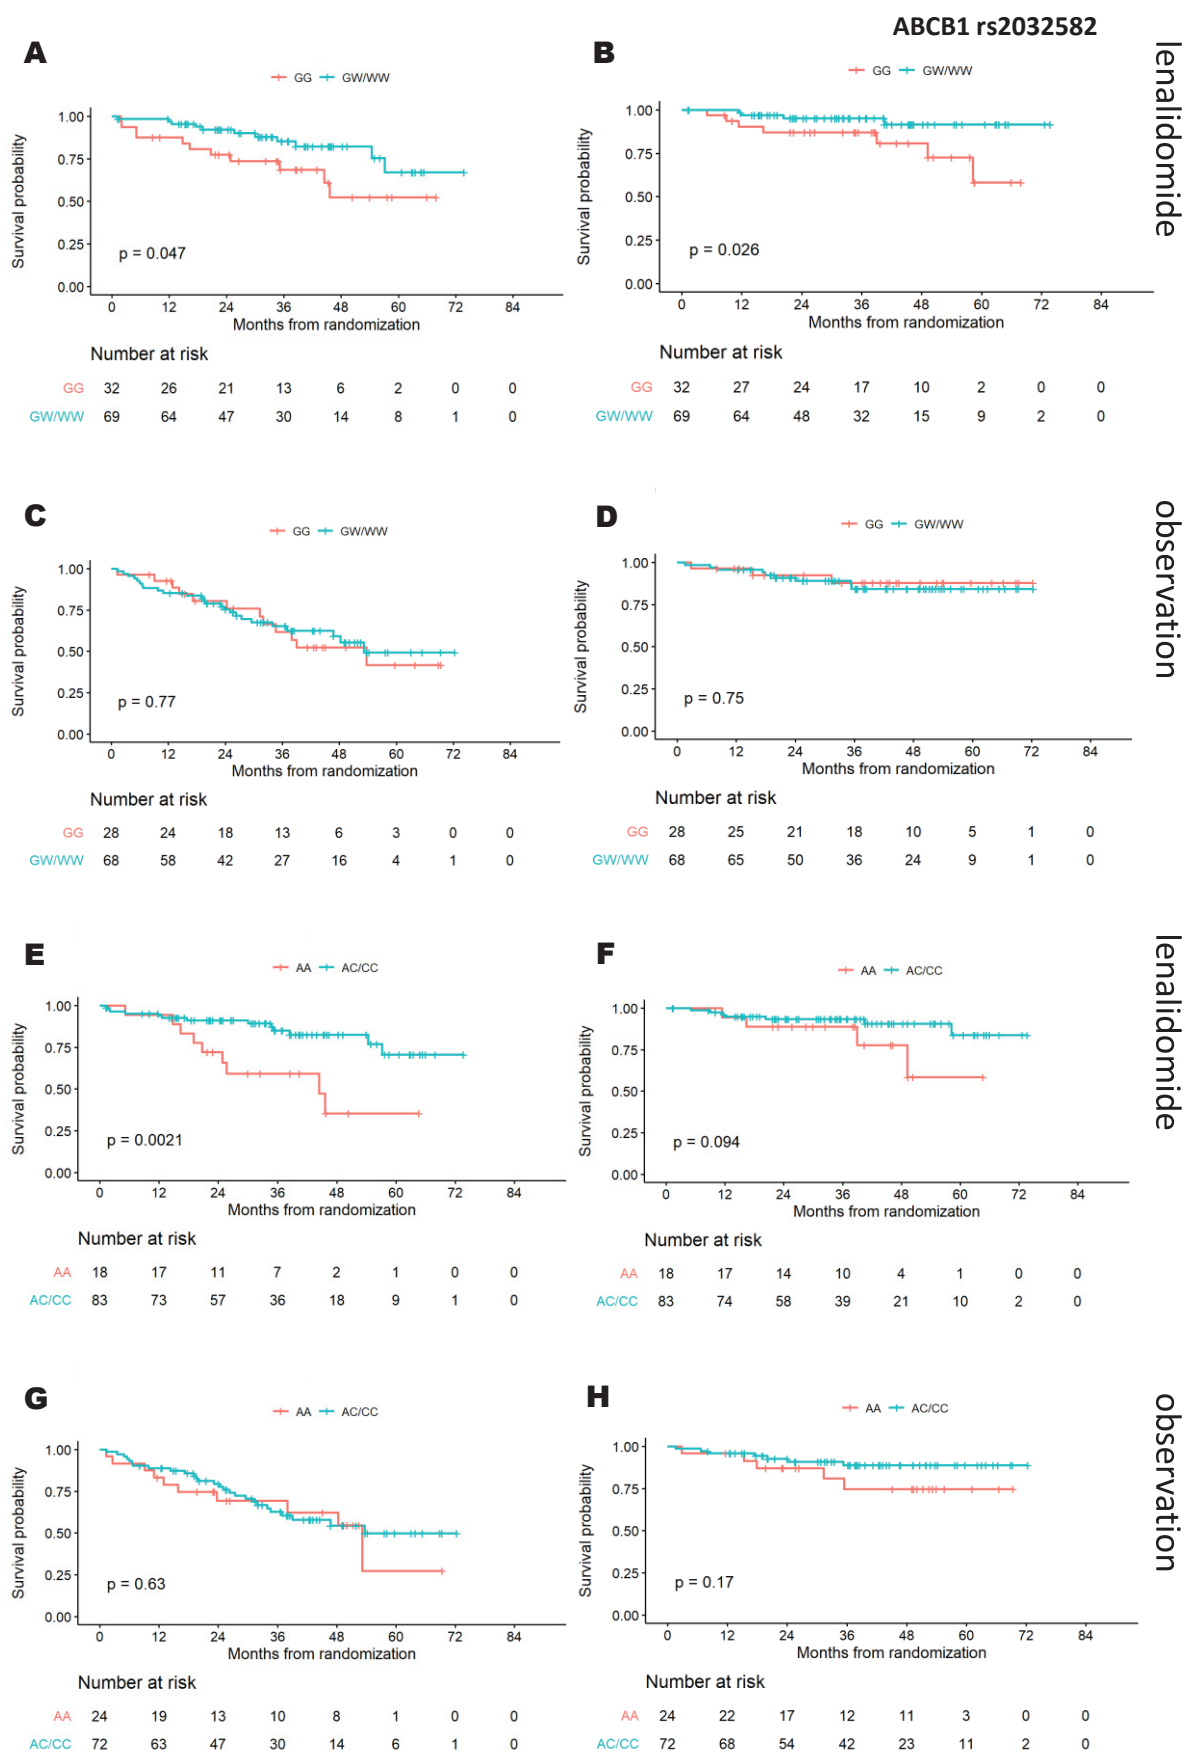 ABCB1 rs2032582
lenalidomide
A
GG GW/WW
Survival probability
1.00
0.75
0.50
0.25
0.00
p = 0.047
0 12 24 36 48 60 72 84
Months from randomization
Number at risk
GG 32 26 21 13 6 2 0 0
GW/WW 69 64 47 30 14 8 1 0
B
GG GW/WW
Survival probability
1.00
0.75
0.50
0.25
0.00
p = 0.026
0 12 24 36 48 60 72 84
Months from randomization
Number at risk
GG 32 27 24 17 10 2 0 0
GW/WW 69 64 48 32 15 9 2 0
observation
C
GG GW/WW
Survival probability
1.00
0.75
0.50
0.25
0.00
p = 0.77
0 12 24 36 48 60 72 84
Months from randomization
Number at risk
GG 28 24 18 13 6 3 0 0
GW/WW 68 58 42 27 16 4 1 0
D
GG GW/WW
Survival probability
1.00
0.75
0.50
0.25
0.00
p = 0.75
0 12 24 36 48 60 72 84
Months from randomization
Number at risk
GG 28 25 21 18 10 5 1 0
GW/WW 68 65 50 36 24 9 1 0
lenalidomide
E
AA AC/CC
Survival probability
1.00
0.75
0.50
0.25
0.00
p = 0.0021
0 12 24 36 48 60 72 84
Months from randomization
Number at risk
AA 18 17 11 7 2 1 0 0
AC/CC 83 73 57 36 18 9 1 0
F
AA AC/CC
Survival probability
1.00
0.75
0.50
0.25
0.00
p = 0.094
0 12 24 36 48 60 72 84
Months from randomization
Number at risk
AA 18 17 14 10 4 1 0 0
AC/CC 83 74 58 39 21 10 2 0
observation
G
AA AC/CC
Survival probability
1.00
0.75
0.50
0.25
0.00
p = 0.63
0 12 24 36 48 60 72 84
Months from randomization
Number at risk
AA 24 19 13 10 8 1 0 0
AC/CC 72 63 47 30 14 6 1 0
H
AA AC/CC
Survival probability
1.00
0.75
0.50
0.25
0.00
p = 0.17
0 12 24 36 48 60 72 84
Months from randomization
Number at risk
AA 24 22 17 12 11 3 0 0
AC/CC 72 68 54 42 23 11 2 0